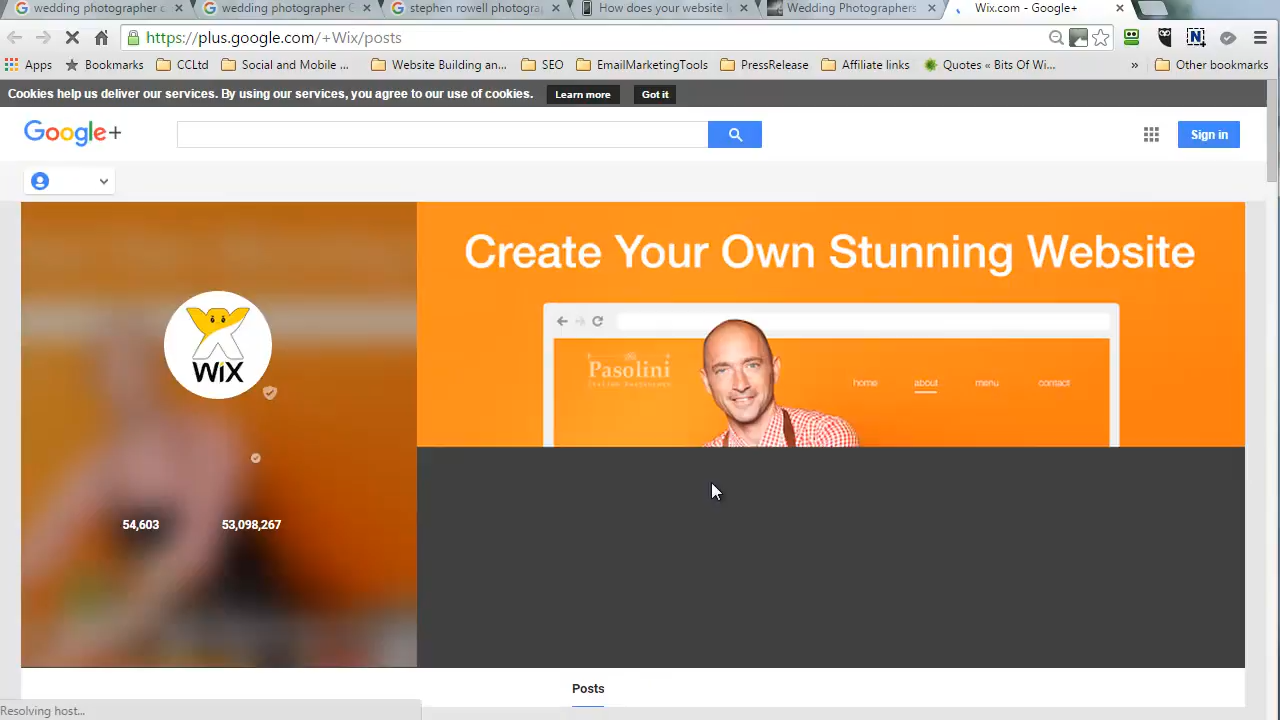 wedding photographer c
wedding photographer C
stephen rowell photogra
How does your website
Wedding Photographer
Wix.com - Google+
https://plus.google.com/+Wix/posts
Apps
Bookmarks
CCLtd
Social and Mobile ...
Website Building an...
SEO
EmailMarketingTools
PressRelease
Affiliate links
Quotes « Bits Of Wi...
»
Other bookmarks
Cookies help us deliver our services. By using our services, you agree to our use of cookies.
Learn more
Got it
Google+
Sign in
Create Your Own Stunning Website
WiX
Pasolini
home
about
menu
contact
54,603
53,098,267
Posts
Resolving host...